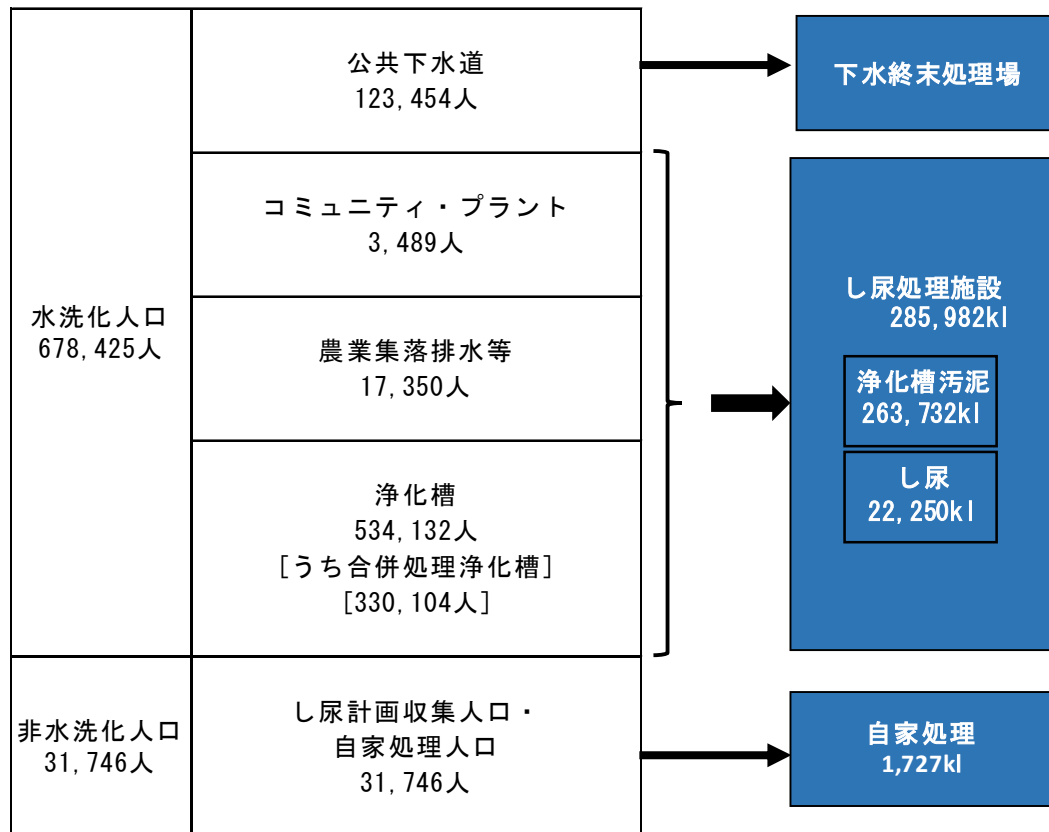 水洗化人口
678,425人
公共下水道
123,454人
コミュニティ・プラント
3,489人
農業集落排水等
17,350人
浄化槽
534,132人
[うち合併処理浄化槽]
[330,104人]
非水洗化人口
31,746人
し尿計画収集人口・
自家処理人口
31,746人
下水終末処理場
し尿処理施設
285,982kl
浄化槽汚泥
263,732kl
し尿
22,250kl
自家処理
1,727kl